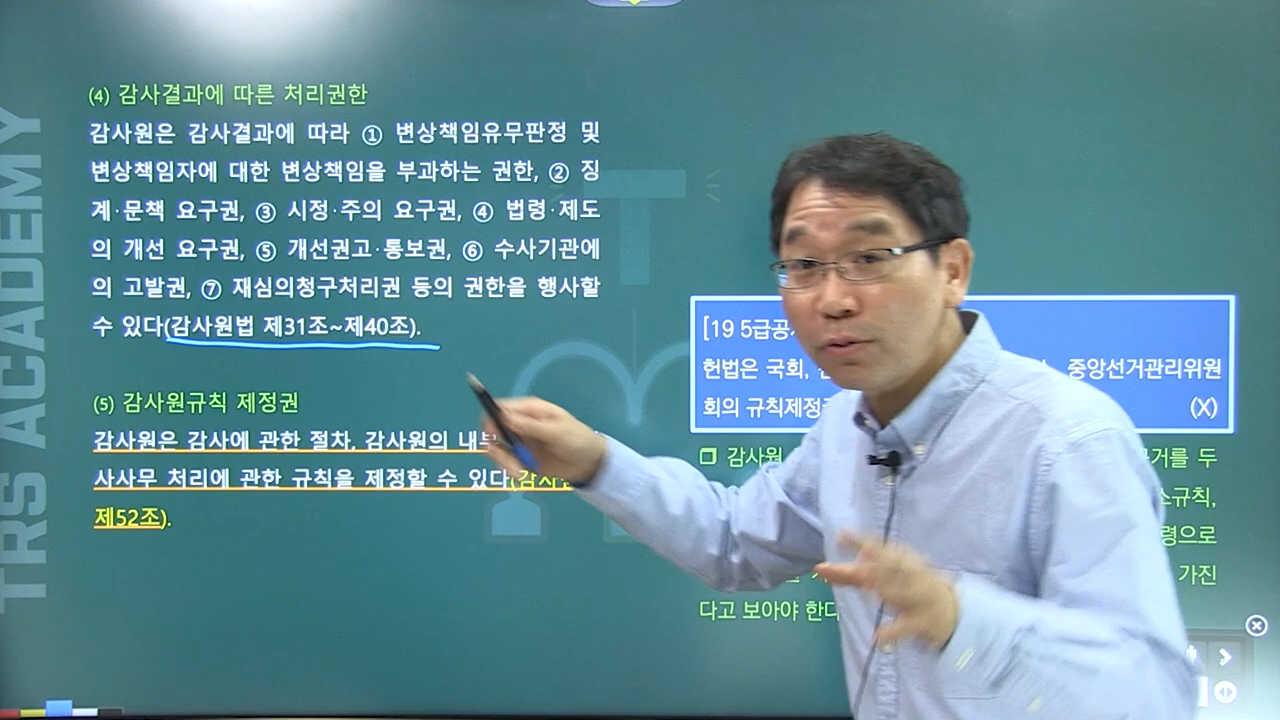 TRS ACADEMY
(4) 감사결과에 따른 처리권한
감사원은 감사결과에 따라 ① 변상책임유무판정 및
변상책임자에 대한 변상책임을 부과하는 권한, ② 징
계·문책 요구권, ③ 시정·주의 요구권, ④ 법령·제도
의 개선 요구권, ⑤ 개선권고·통보권, ⑥ 수사기관에
의 고발권, ⑦ 재심의청구처리권 등의 권한을 행사할
수 있다(감사원법 제31조~제40조).
(5) 감사원규칙 제정권
감사원은 감사에 관한 절차, 감사원의 내부
사사무 처리에 관한 규칙을 제정할 수 있다
제52조).
[19 5급공
헌법은 국회, 중앙선거관리위원
회의 규칙제정 (X)
❐ 감사원 두
령으로
가진
다고 보아야 한다